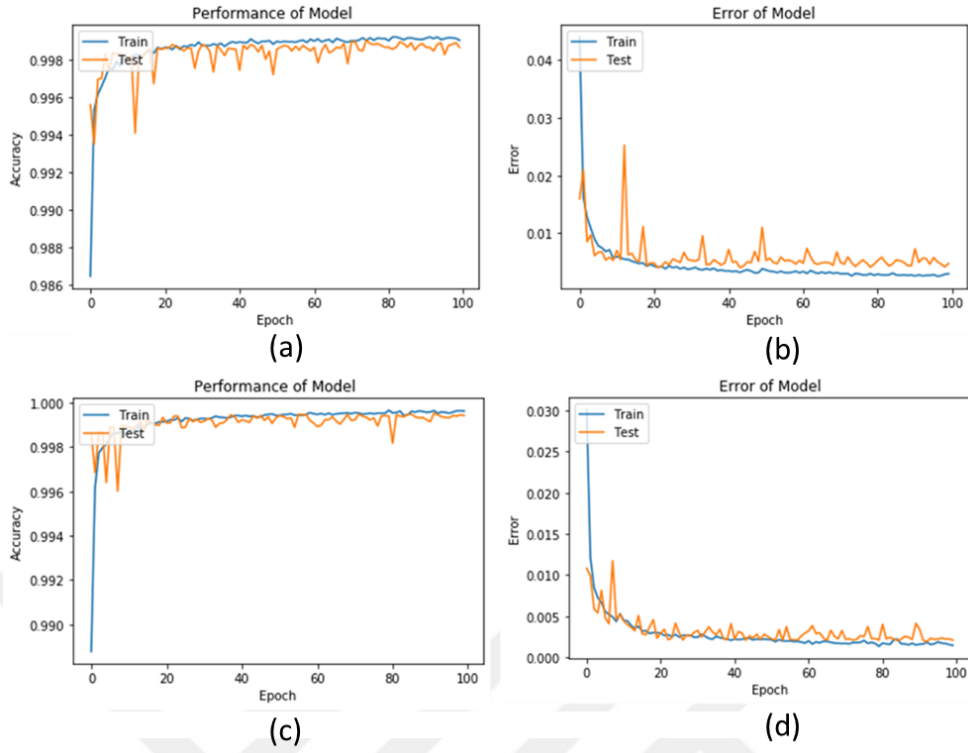 Performance of Model
Train
Test
0.998
0.996
0.994
0.992
0.990
0.988
0.986
Accuracy
0 20 40 60 80 100
Epoch
(a)
Error of Model
Train
Test
0.04
0.03
0.02
0.01
Error
0 20 40 60 80 100
Epoch
(b)
Performance of Model
Train
Test
1.000
0.998
0.996
0.994
0.992
0.990
Accuracy
0 20 40 60 80 100
Epoch
(c)
Error of Model
Train
Test
0.030
0.025
0.020
0.015
0.010
0.005
0.000
Error
0 20 40 60 80 100
Epoch
(d)